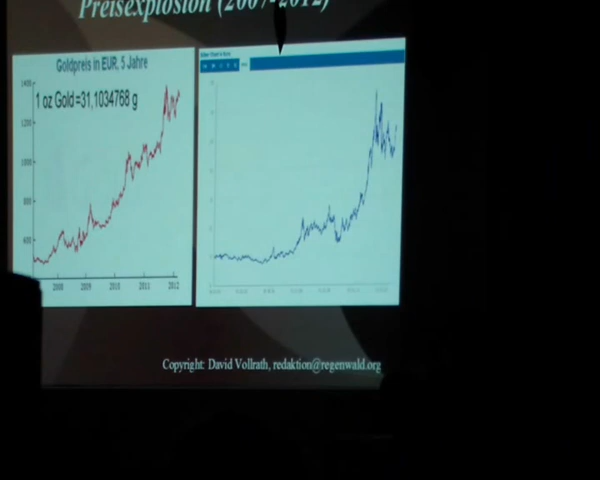 Preisexplosion (2007-2012)
Goldpreis in EUR, 5 Jahre
1 oz Gold =31,1034768 g
1400
1200
1000
800
600
2008 2009 2010 2011 2012
Copyright: David Vollrath, redaktion@regenwald.org